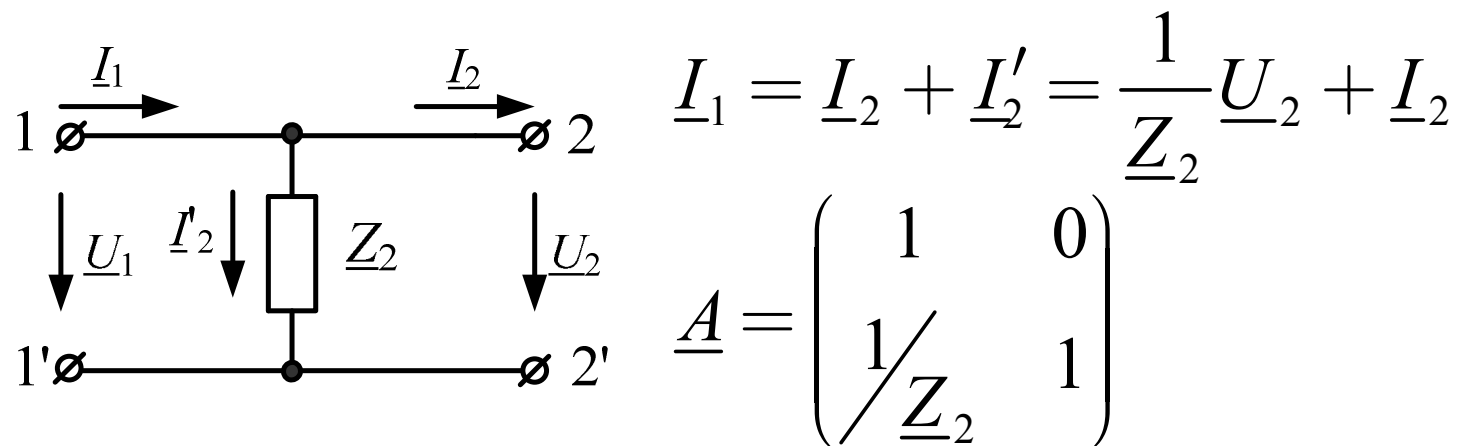 I₁ I₂
1 2
U₁ I'₂ Z₂ U₂
1' 2'
I₁ = I₂ + I′₂ = 1/Z₂ U₂ + I₂
A = ( 1 0
1/Z₂ 1 )